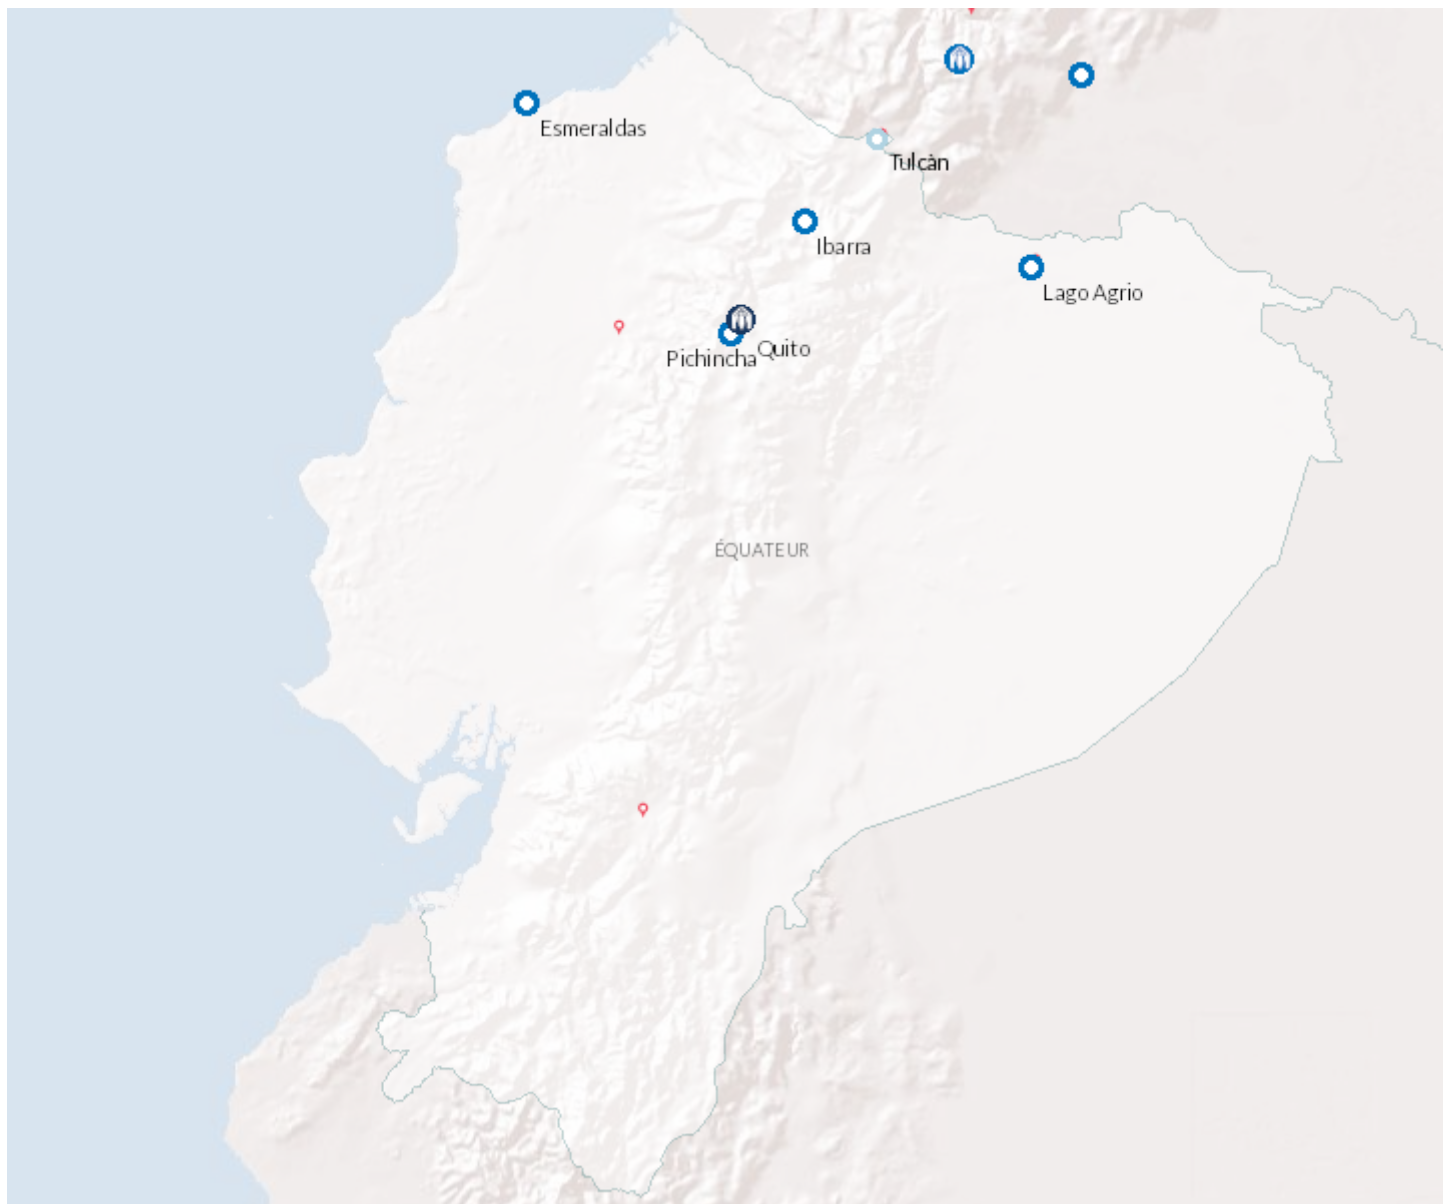 Esmeraldas
Tulcàn
Ibarra
Lago Agrio
Quito
Pichincha
ÉQUATEUR